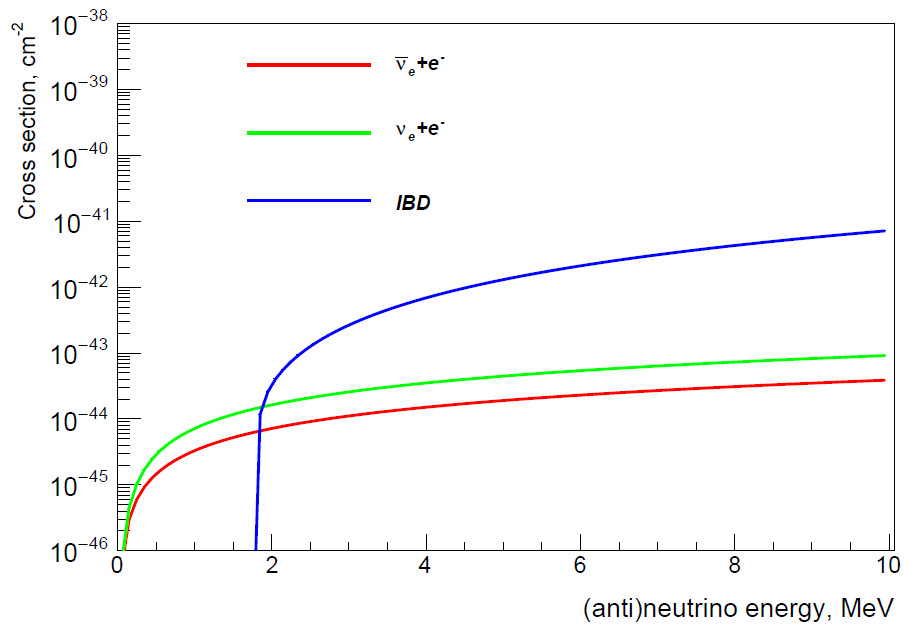 Cross section, cm⁻²
10⁻³⁸
10⁻³⁹
10⁻⁴⁰
10⁻⁴¹
10⁻⁴²
10⁻⁴³
10⁻⁴⁴
10⁻⁴⁵
10⁻⁴⁶
ν̅ₑ+e⁻
νₑ+e⁻
IBD
0 2 4 6 8 10
(anti)neutrino energy, MeV